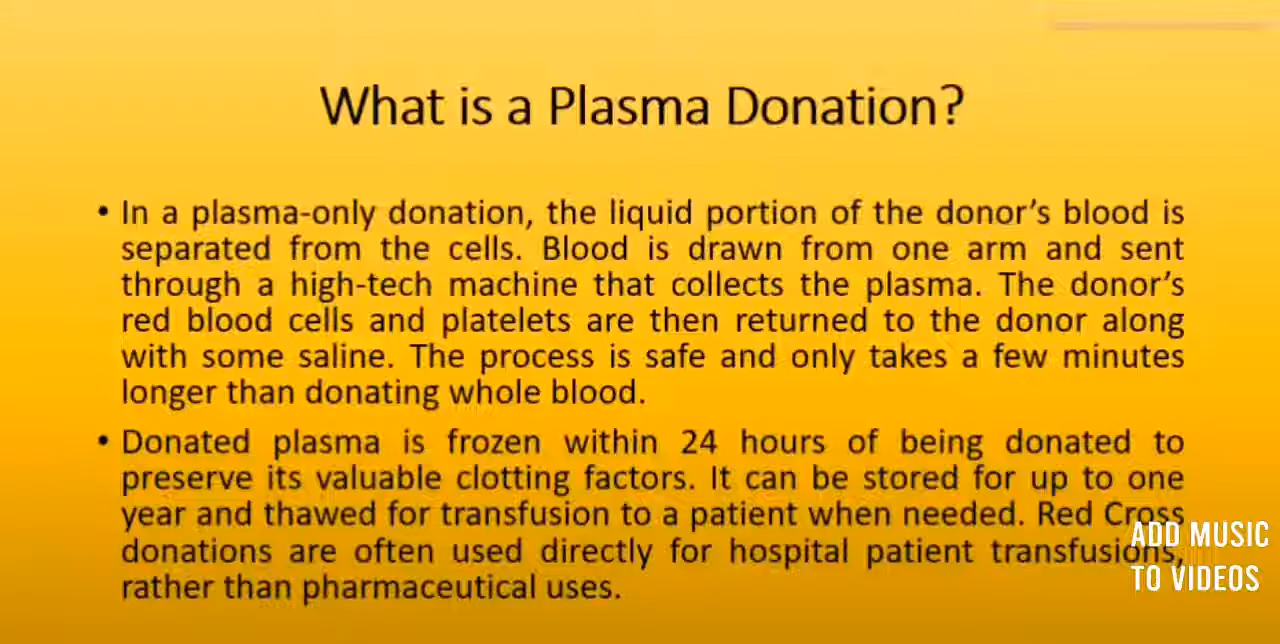 What is a Plasma Donation?
• In a plasma-only donation, the liquid portion of the donor’s blood is
separated from the cells. Blood is drawn from one arm and sent
through a high-tech machine that collects the plasma. The donor’s
red blood cells and platelets are then returned to the donor along
with some saline. The process is safe and only takes a few minutes
longer than donating whole blood.
• Donated plasma is frozen within 24 hours of being donated to
preserve its valuable clotting factors. It can be stored for up to one
year and thawed for transfusion to a patient when needed. Red Cross
donations are often used directly for hospital patient transfusions,
rather than pharmaceutical uses.
ADD MUSIC
TO VIDEOS